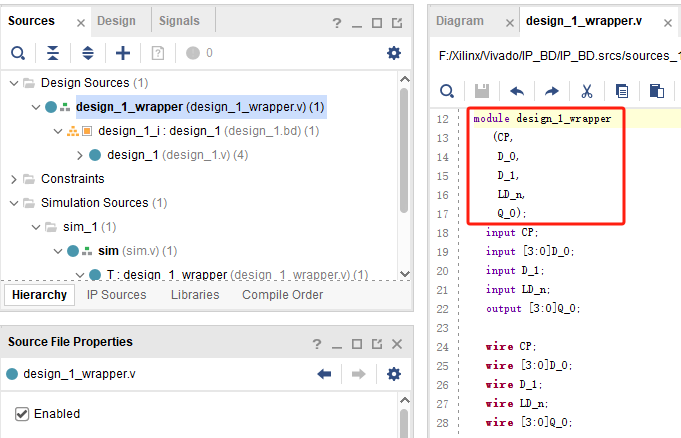 Sources
Design
Signals
0
Design Sources (1)
design_1_wrapper (design_1_wrapper.v) (1)
design_1_i : design_1 (design_1.bd) (1)
design_1 (design_1.v) (4)
Constraints
Simulation Sources (1)
sim_1 (1)
sim (sim.v) (1)
T : design_1_wrapper (design_1_wrapper.v) (1)
Hierarchy
IP Sources
Libraries
Compile Order
Source File Properties
design_1_wrapper.v
Enabled
Diagram
design_1_wrapper.v
F:/Xilinx/Vivado/IP_BD/IP_BD.srcs/sources_1
12 module design_1_wrapper
13 (CP,
14 D_0,
15 D_1,
16 LD_n,
17 Q_0);
18 input CP;
19 input [3:0]D_0;
20 input D_1;
21 input LD_n;
22 output [3:0]Q_0;
23
24 wire CP;
25 wire [3:0]D_0;
26 wire D_1;
27 wire LD_n;
28 wire [3:0]Q_0;